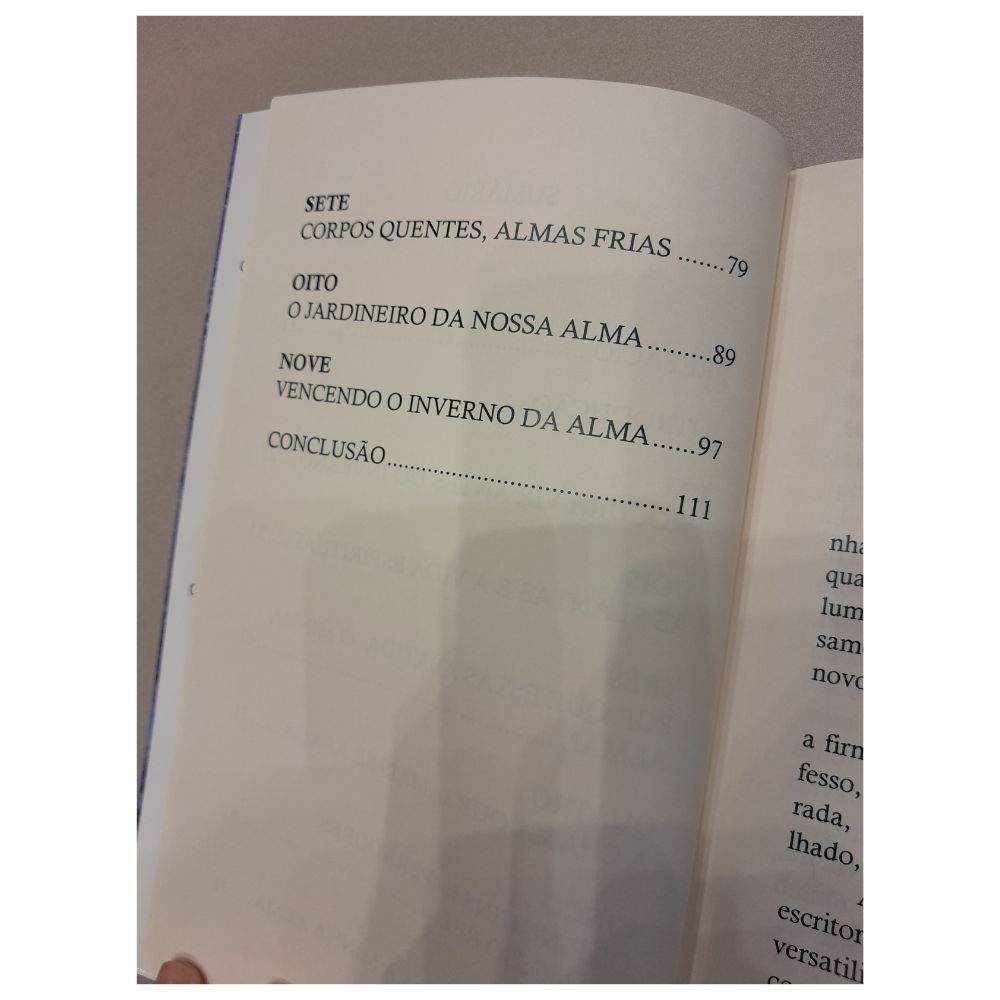 SETE
CORPOS QUENTES, ALMAS FRIAS .......79
OITO
O JARDINEIRO DA NOSSA ALMA.........89
NOVE
VENCENDO O INVERNO DA ALMA......97
CONCLUSÃO........................................ 111
nha
qua
lum
sam
novo
a firm
fesso,
rada,
lhado,
escritor
versatili